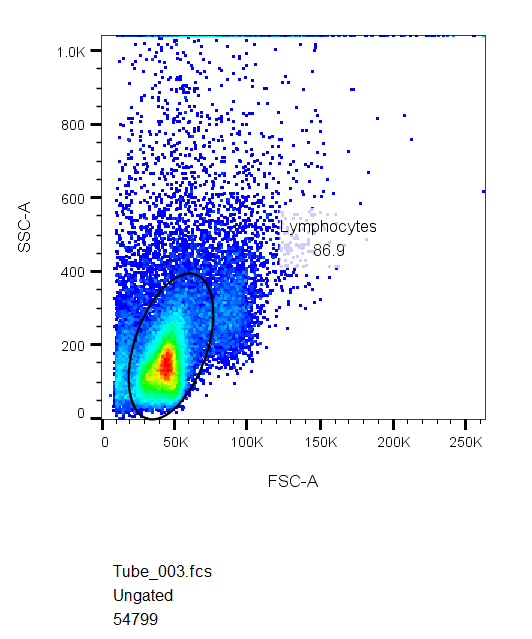 1.0K
800
600
400
200
0
SSC-A
Lymphocytes
86.9
0 50K 100K 150K 200K 250K
FSC-A
Tube_003.fcs
Ungated
54799